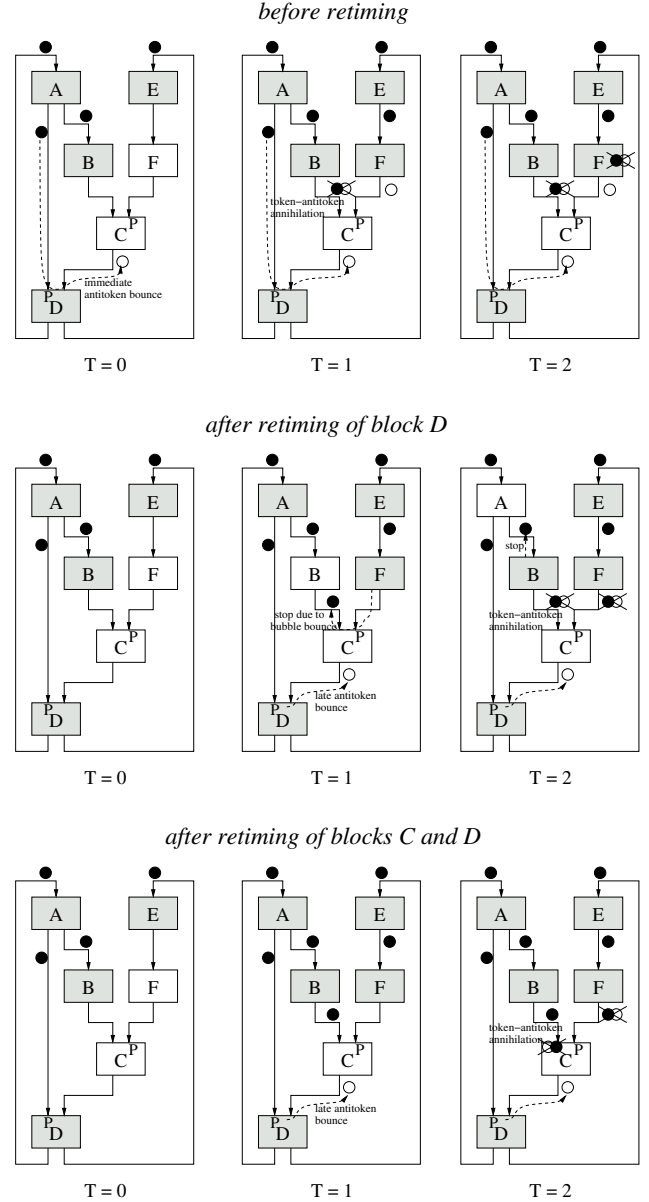 before retiming
A E A E A E
B F B F B F
token−antitoken
annihilation
C P C P C P
immediate
antitoken bounce
P D P D P D
T = 0 T = 1 T = 2
after retiming of block D
A E A E A E
stop
B F B F B F
stop due to
bubble bounce
token−antitoken
annihilation
C P C P C P
late antitoken
bounce
P D P D P D
T = 0 T = 1 T = 2
after retiming of blocks C and D
A E A E A E
B F B F B F
token−antitoken
annihilation
C P C P C P
late antitoken
bounce
P D P D P D
T = 0 T = 1 T = 2